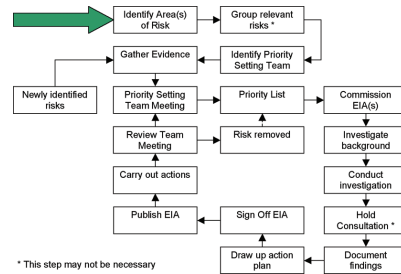 Identify Area(s)
of Risk
Group relevant
risks *
Gather Evidence
Identify Priority
Setting Team
Newly identified
risks
Priority Setting
Team Meeting
Priority List
Commission
EIA(s)
Review Team
Meeting
Risk removed
Investigate
background
Carry out actions
Conduct
investigation
Publish EIA
Sign Off EIA
Hold
Consultation *
* This step may not be necessary
Draw up action
plan
Document
findings